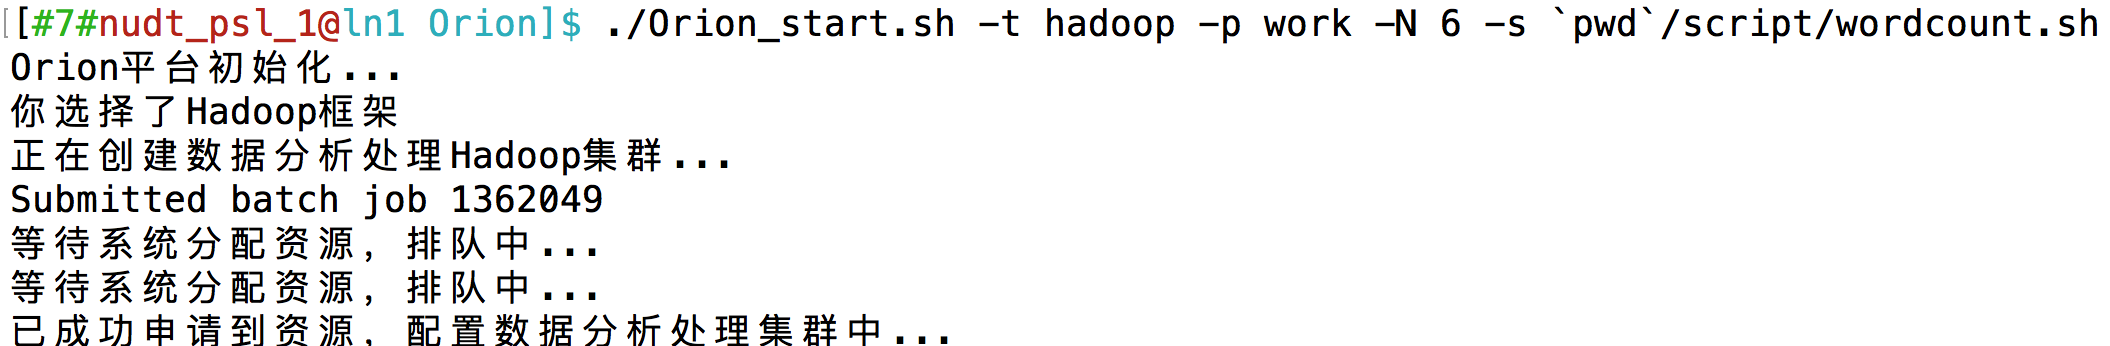 [[#7#nudt_psl_1@ln1 Orion]$ ./Orion_start.sh -t hadoop -p work -N 6 -s `pwd`/script/wordcount.sh
Orion平台初始化...
你选择了Hadoop框架
正在创建数据分析处理Hadoop集群...
Submitted batch job 1362049
等待系统分配资源, 排队中...
等待系统分配资源, 排队中...
已成功申请到资源, 配置数据分析处理集群中...